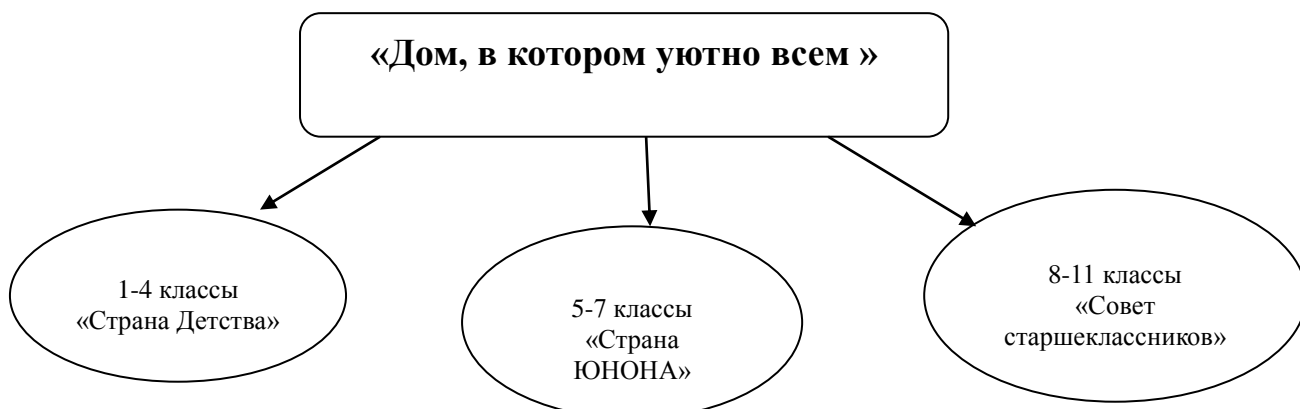 «Дом, в котором уютно всем »
1-4 классы
«Страна Детства»
5-7 классы
«Страна
ЮНОНА»
8-11 классы
«Совет
старшеклассников»